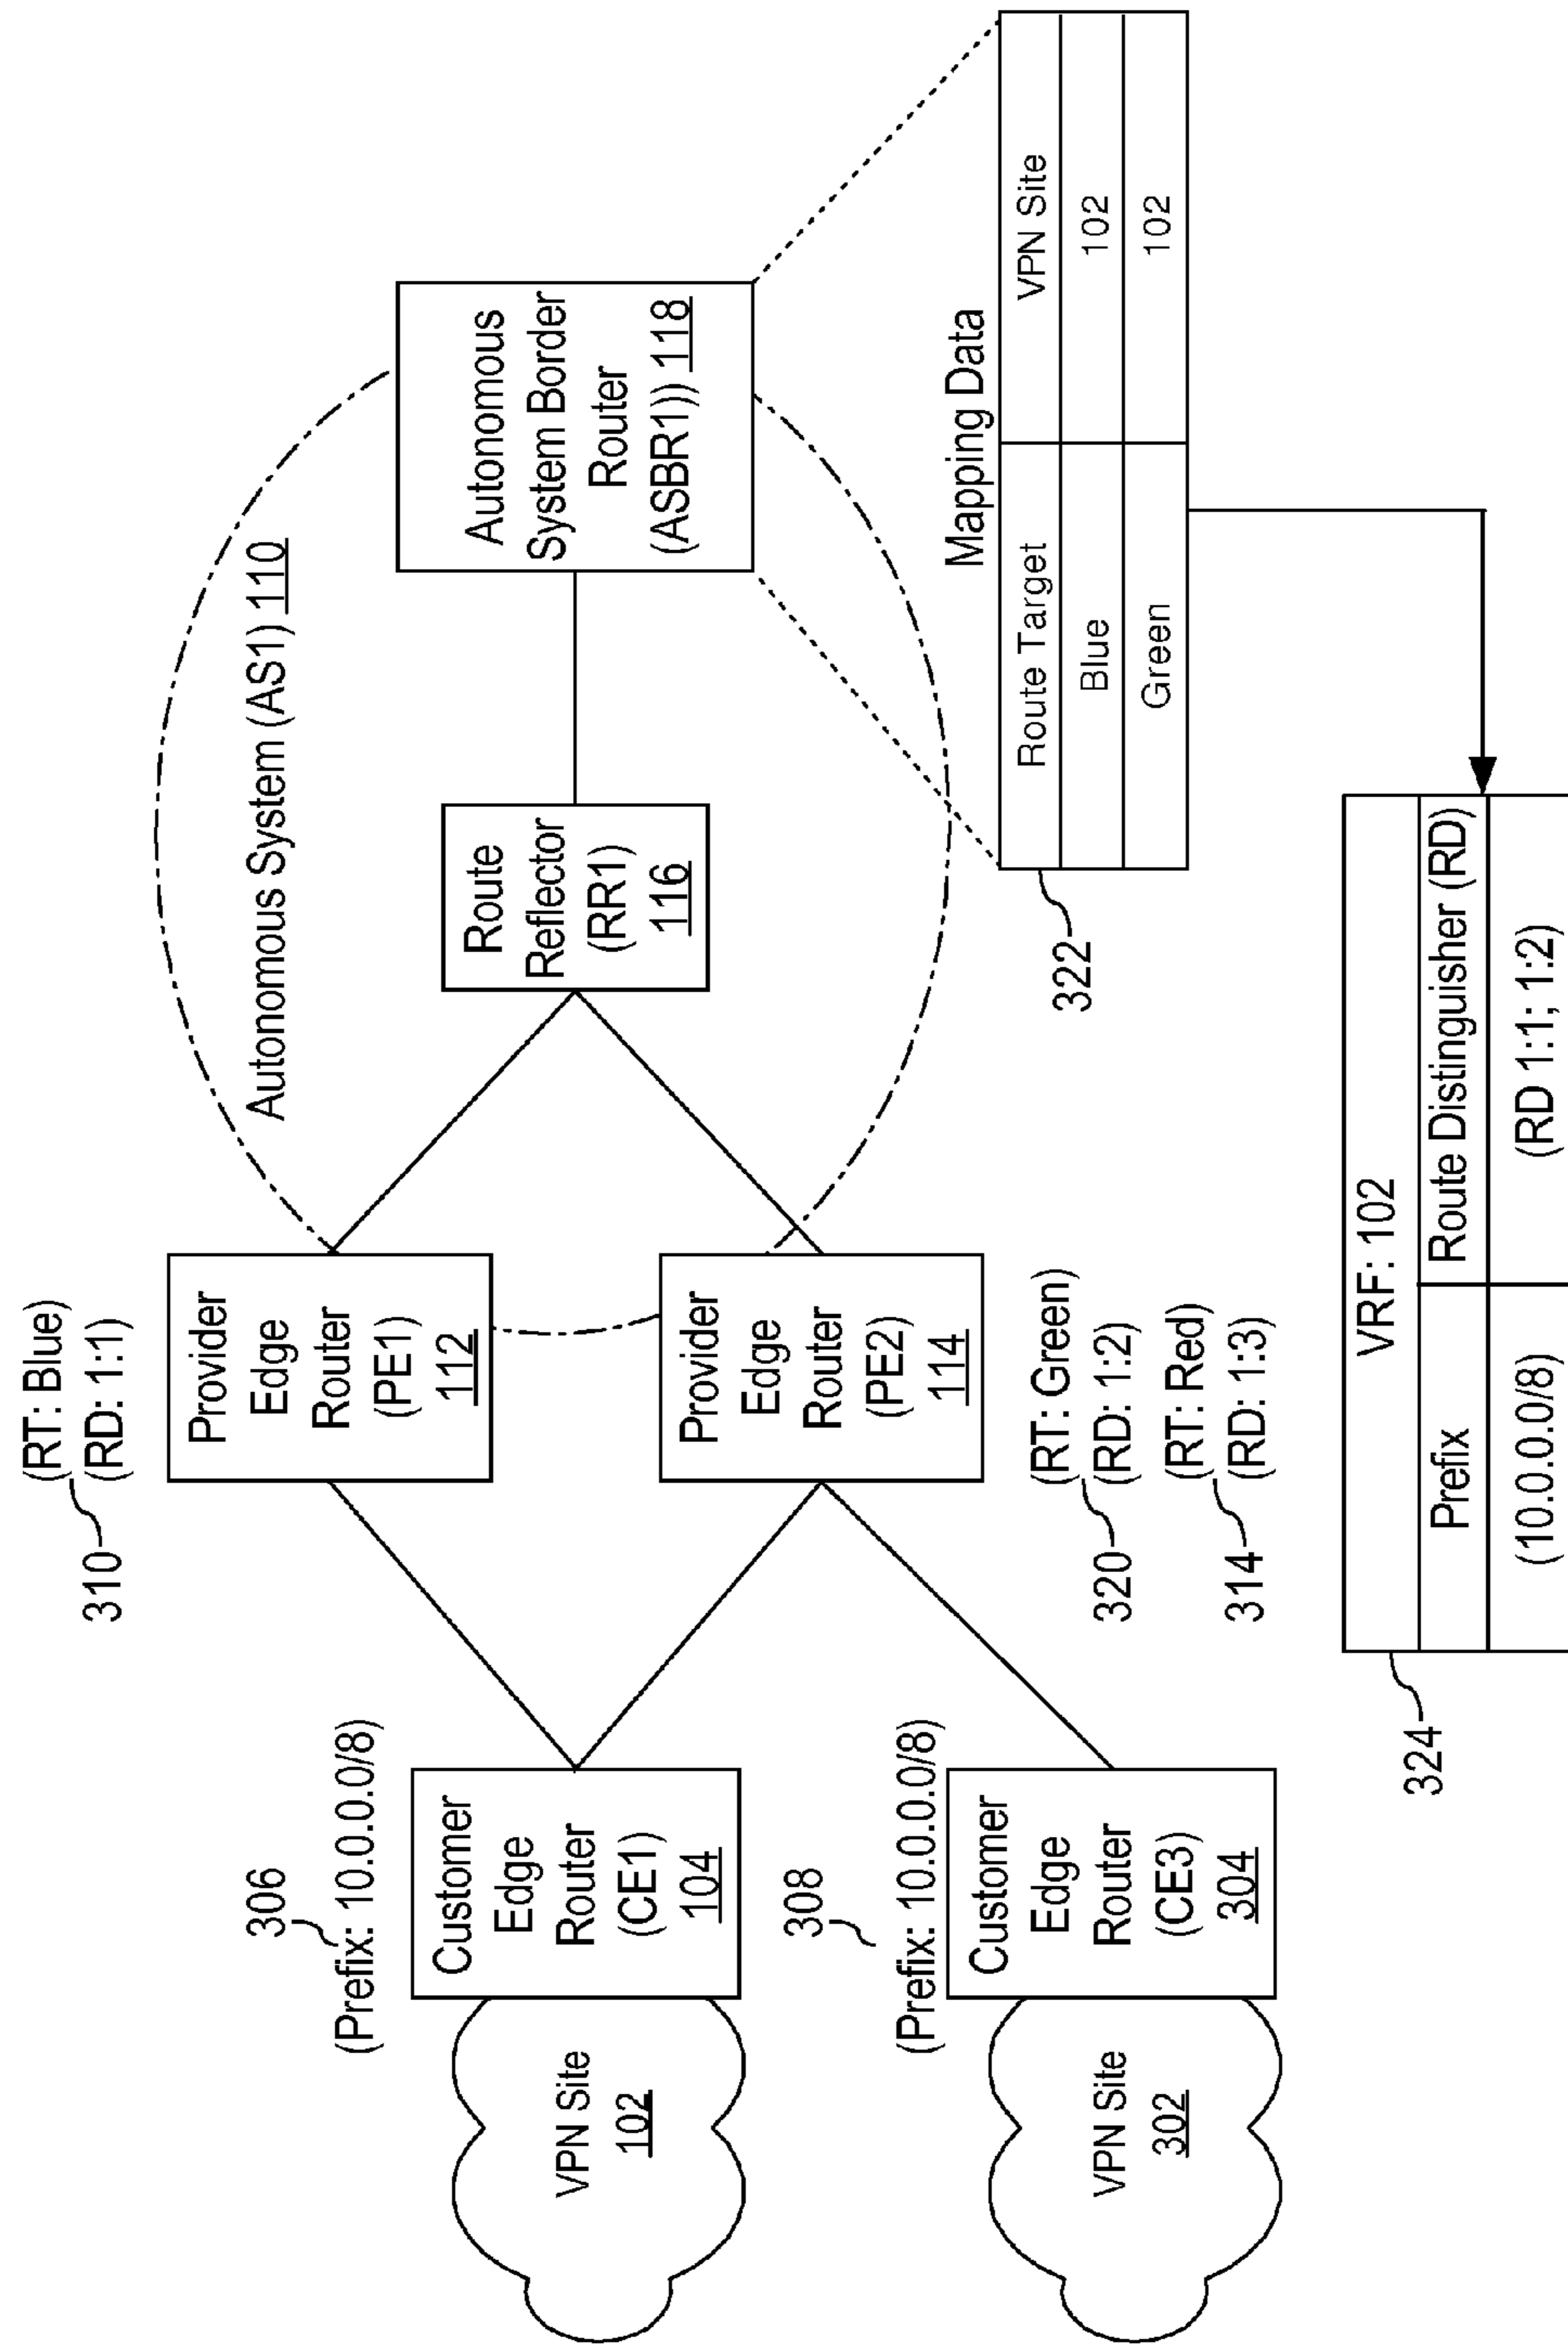 VPN Site
102
306
(Prefix: 10.0.0.0/8)
Customer
Edge
Router
(CE1)
104
VPN Site
302
308
(Prefix: 10.0.0.0/8)
Customer
Edge
Router
(CE3)
304
310
(RT: Blue)
(RD: 1:1)
Provider
Edge
Router
(PE1)
112
Provider
Edge
Router
(PE2)
114
320
(RT: Green)
(RD: 1:2)
314
(RT: Red)
(RD: 1:3)
Autonomous System (AS1) 110
Route
Reflector
(RR1)
116
Autonomous
System Border
Router
(ASBR1)) 118
Mapping Data
322
Route Target VPN Site
Blue 102
Green 102
324
VRF: 102
Prefix Route Distinguisher (RD)
(10.0.0.0/8) (RD 1:1; 1:2)